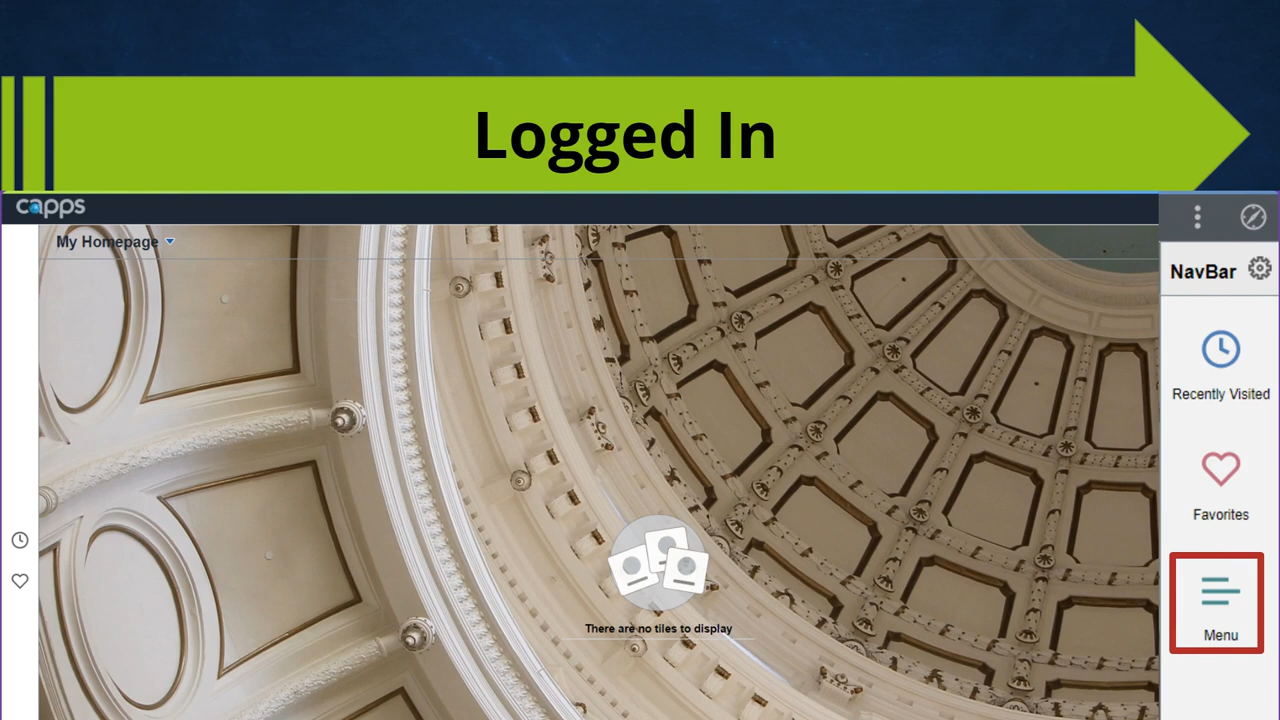 Logged In
capps
My Homepage
NavBar
Recently Visited
Favorites
There are no tiles to display
Menu